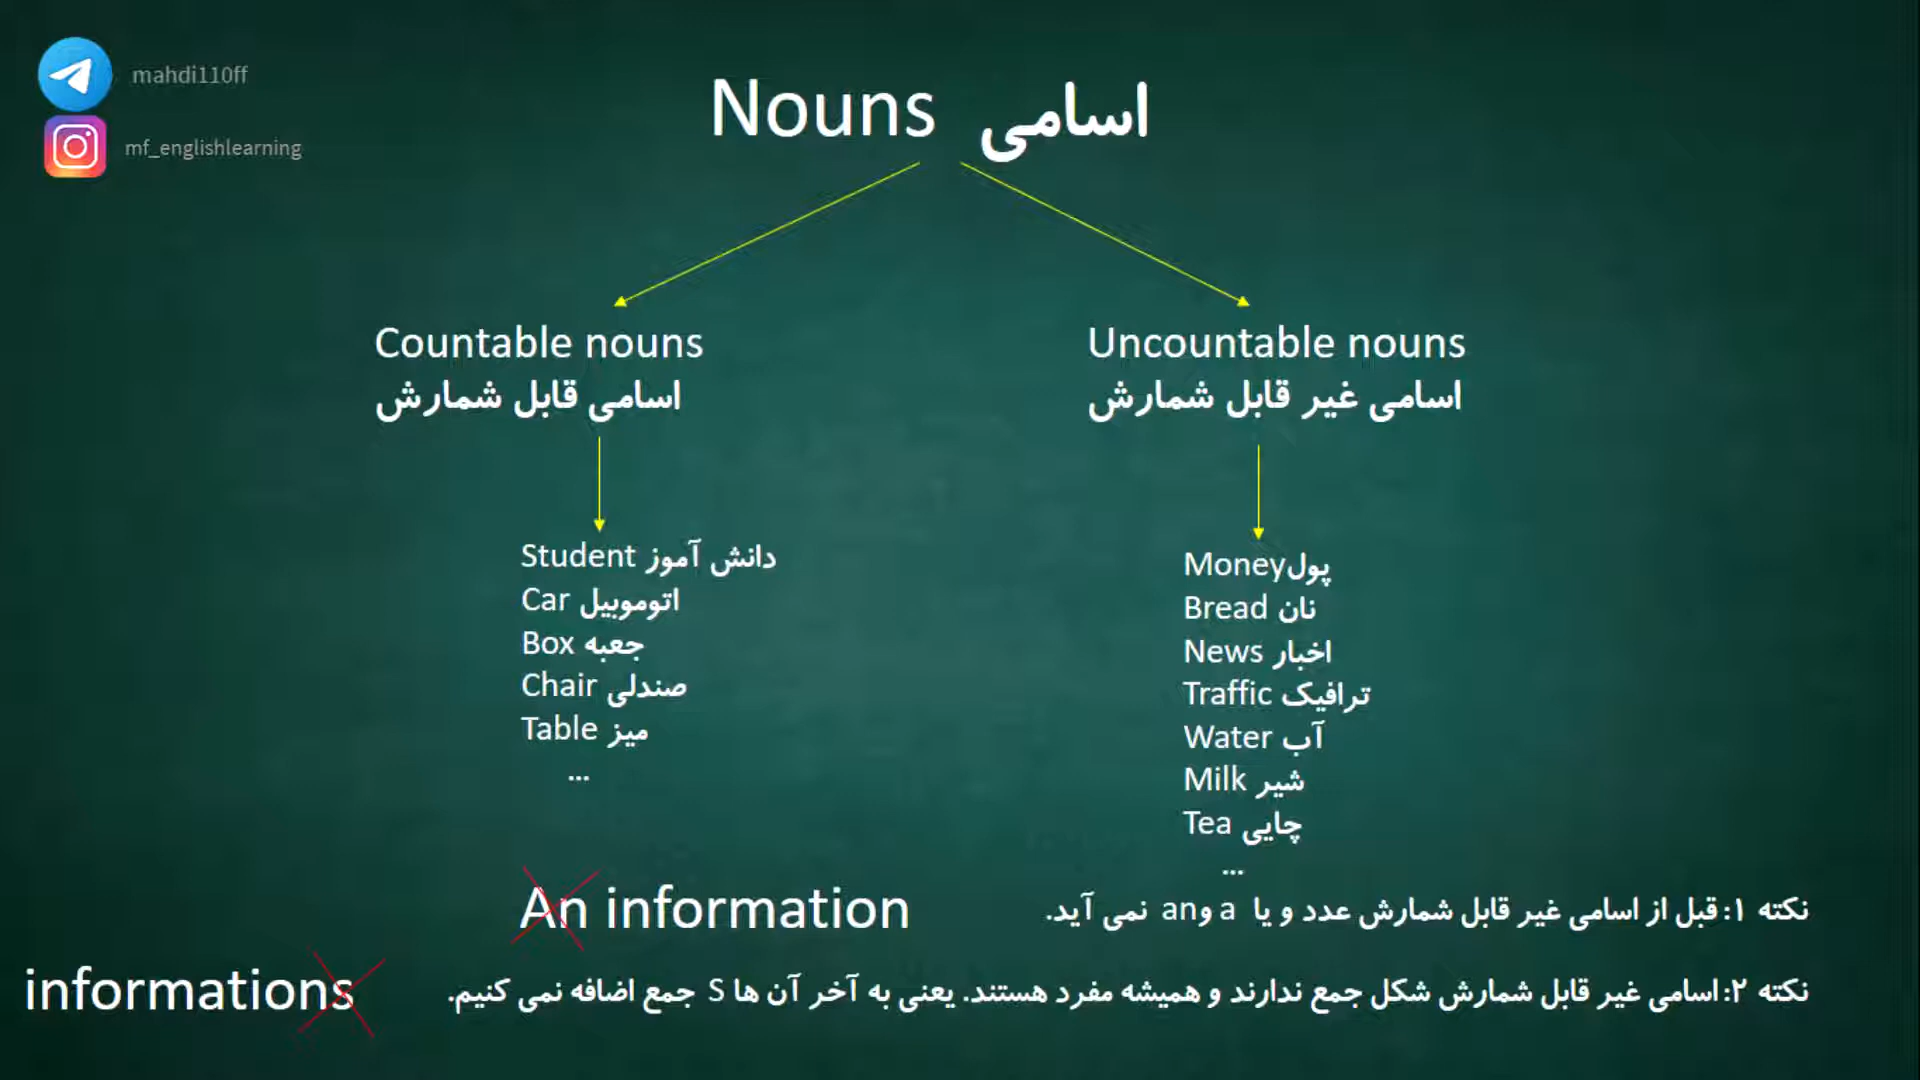 mahdi110ff
mf_englishlearning
Nouns اسامی
Countable nouns
اسامی قابل شمارش
Student دانش آموز
Car اتوموبیل
Box جعبه
Chair صندلی
Table میز
...
Uncountable nouns
اسامی غیر قابل شمارش
Moneyپول
Bread نان
News اخبار
Traffic ترافیک
Water آب
Milk شیر
Tea چایی
...
An information
نکته ۱: قبل از اسامی غیر قابل شمارش عدد و یا a وan نمی آید.
informations
نکته ۲: اسامی غیر قابل شمارش شکل جمع ندارند و همیشه مفرد هستند. یعنی به آخر آن ها S جمع اضافه نمی کنیم.